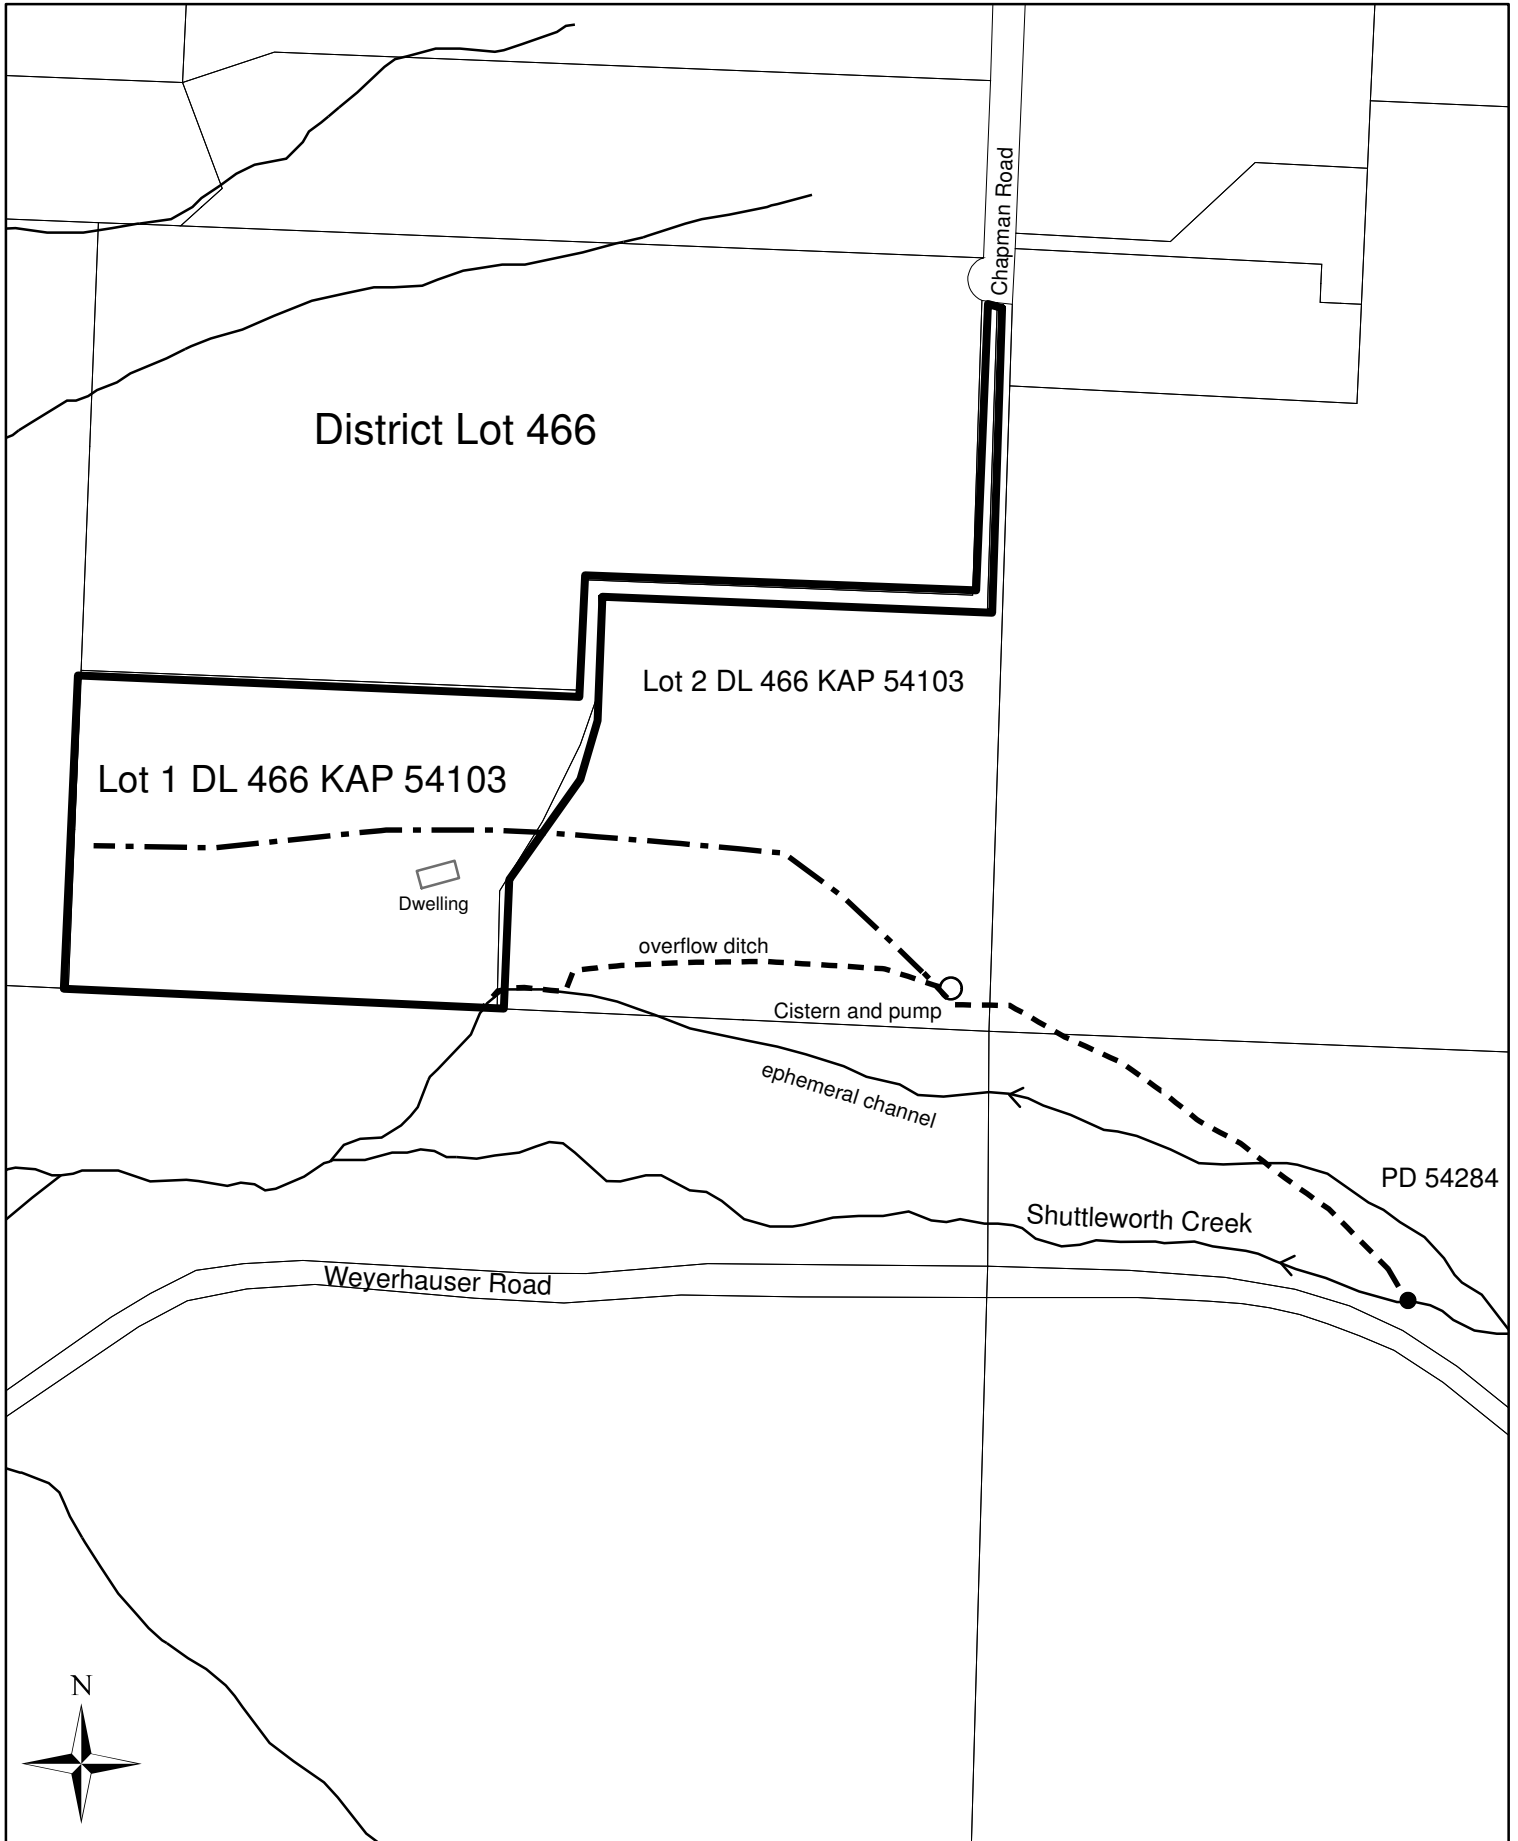 Chapman Road
District Lot 466
Lot 2 DL 466 KAP 54103
Lot 1 DL 466 KAP 54103
Dwelling
overflow ditch
Cistern and pump
ephemeral channel
PD 54284
Shuttleworth Creek
Weyerhauser Road
N